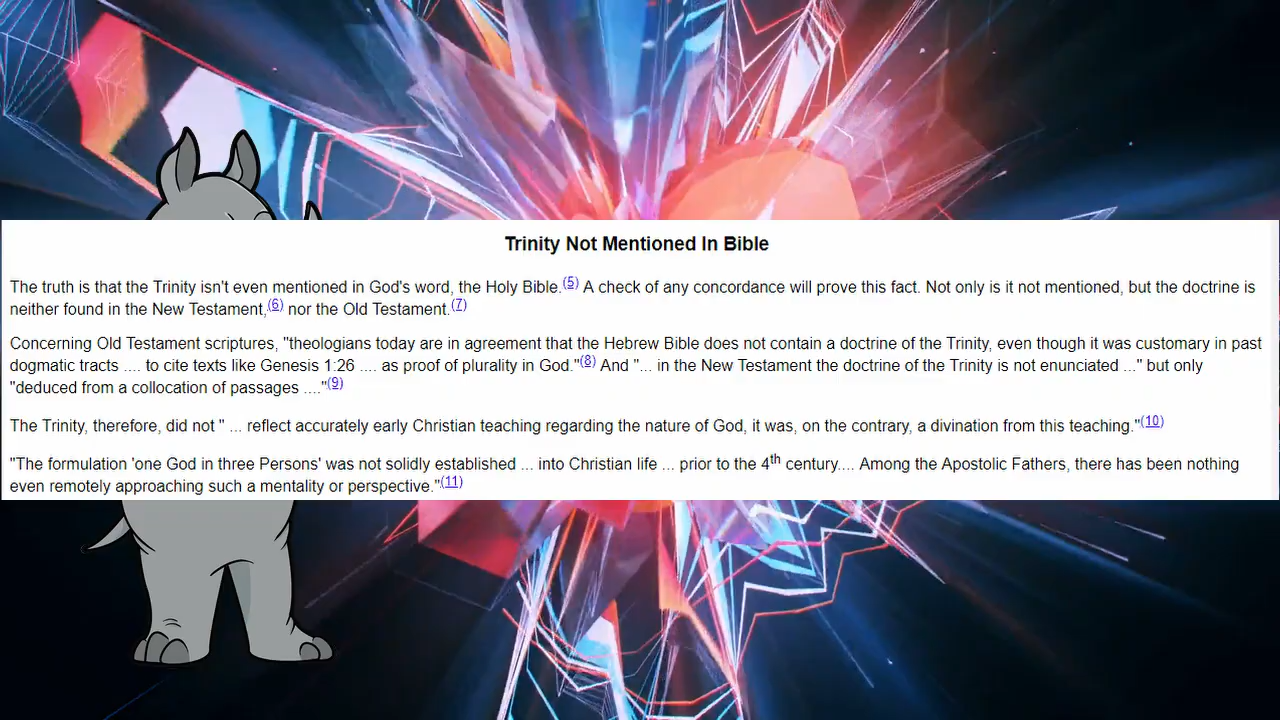 Trinity Not Mentioned In Bible
The truth is that the Trinity isn't even mentioned in God's word, the Holy Bible.(5) A check of any concordance will prove this fact. Not only is it not mentioned, but the doctrine is
neither found in the New Testament,(6) nor the Old Testament.(7)
Concerning Old Testament scriptures, "theologians today are in agreement that the Hebrew Bible does not contain a doctrine of the Trinity, even though it was customary in past
dogmatic tracts .... to cite texts like Genesis 1:26 .... as proof of plurality in God."(8) And "... in the New Testament the doctrine of the Trinity is not enunciated ..." but only
"deduced from a collocation of passages ...."(9)
The Trinity, therefore, did not " ... reflect accurately early Christian teaching regarding the nature of God, it was, on the contrary, a divination from this teaching."(10)
"The formulation 'one God in three Persons' was not solidly established ... into Christian life ... prior to the 4th century.... Among the Apostolic Fathers, there has been nothing
even remotely approaching such a mentality or perspective."(11)